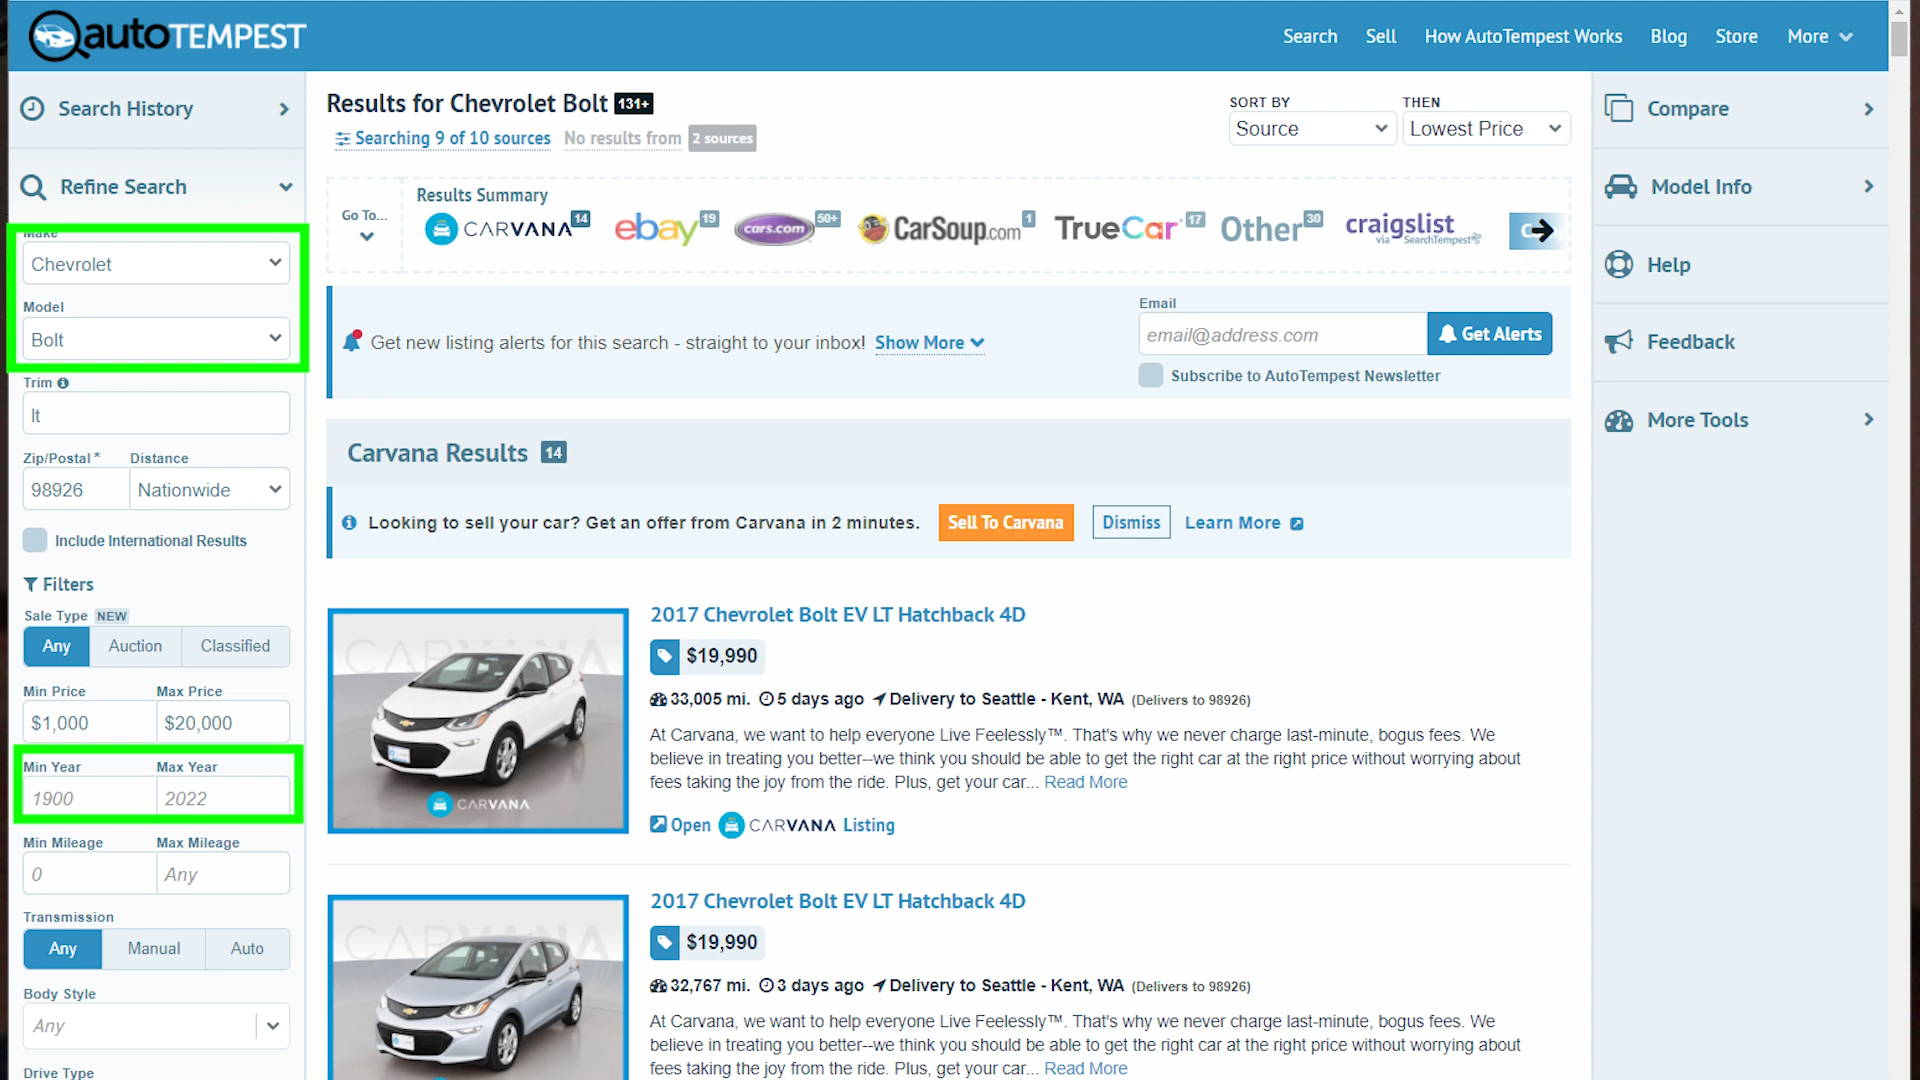 autoTEMPEST
Search
Sell
How AutoTempest Works
Blog
Store
More
Search History
Refine Search
Make
Chevrolet
Model
Bolt
Trim
lt
Zip/Postal* Distance
98926 Nationwide
Include International Results
Filters
Sale Type NEW
Any Auction Classified
Min Price Max Price
$1,000 $20,000
Min Year Max Year
1900 2022
Min Mileage Max Mileage
0 Any
Transmission
Any Manual Auto
Body Style
Any
Drive Type
Results for Chevrolet Bolt 131+
Searching 9 of 10 sources No results from 2 sources
SORT BY THEN
Source Lowest Price
Go To...
Results Summary
CARVANA 14 ebay 19 cars.com 50+ CarSoup.com 1 TrueCar 17 Other 30 craigslist
via SearchTempest
Get new listing alerts for this search - straight to your inbox! Show More
Email
email@address.com Get Alerts
Subscribe to AutoTempest Newsletter
Carvana Results 14
Looking to sell your car? Get an offer from Carvana in 2 minutes. Sell To Carvana Dismiss Learn More
CARVANA
CARVANA
2017 Chevrolet Bolt EV LT Hatchback 4D
$19,990
33,005 mi. 5 days ago Delivery to Seattle - Kent, WA (Delivers to 98926)
At Carvana, we want to help everyone Live Feelessly™. That's why we never charge last-minute, bogus fees. We
believe in treating you better--we think you should be able to get the right car at the right price without worrying about
fees taking the joy from the ride. Plus, get your car... Read More
Open CARVANA Listing
CARVANA
2017 Chevrolet Bolt EV LT Hatchback 4D
$19,990
32,767 mi. 3 days ago Delivery to Seattle - Kent, WA (Delivers to 98926)
At Carvana, we want to help everyone Live Feelessly™. That's why we never charge last-minute, bogus fees. We
believe in treating you better--we think you should be able to get the right car at the right price without worrying about
fees taking the joy from the ride. Plus, get your car... Read More
Compare
Model Info
Help
Feedback
More Tools